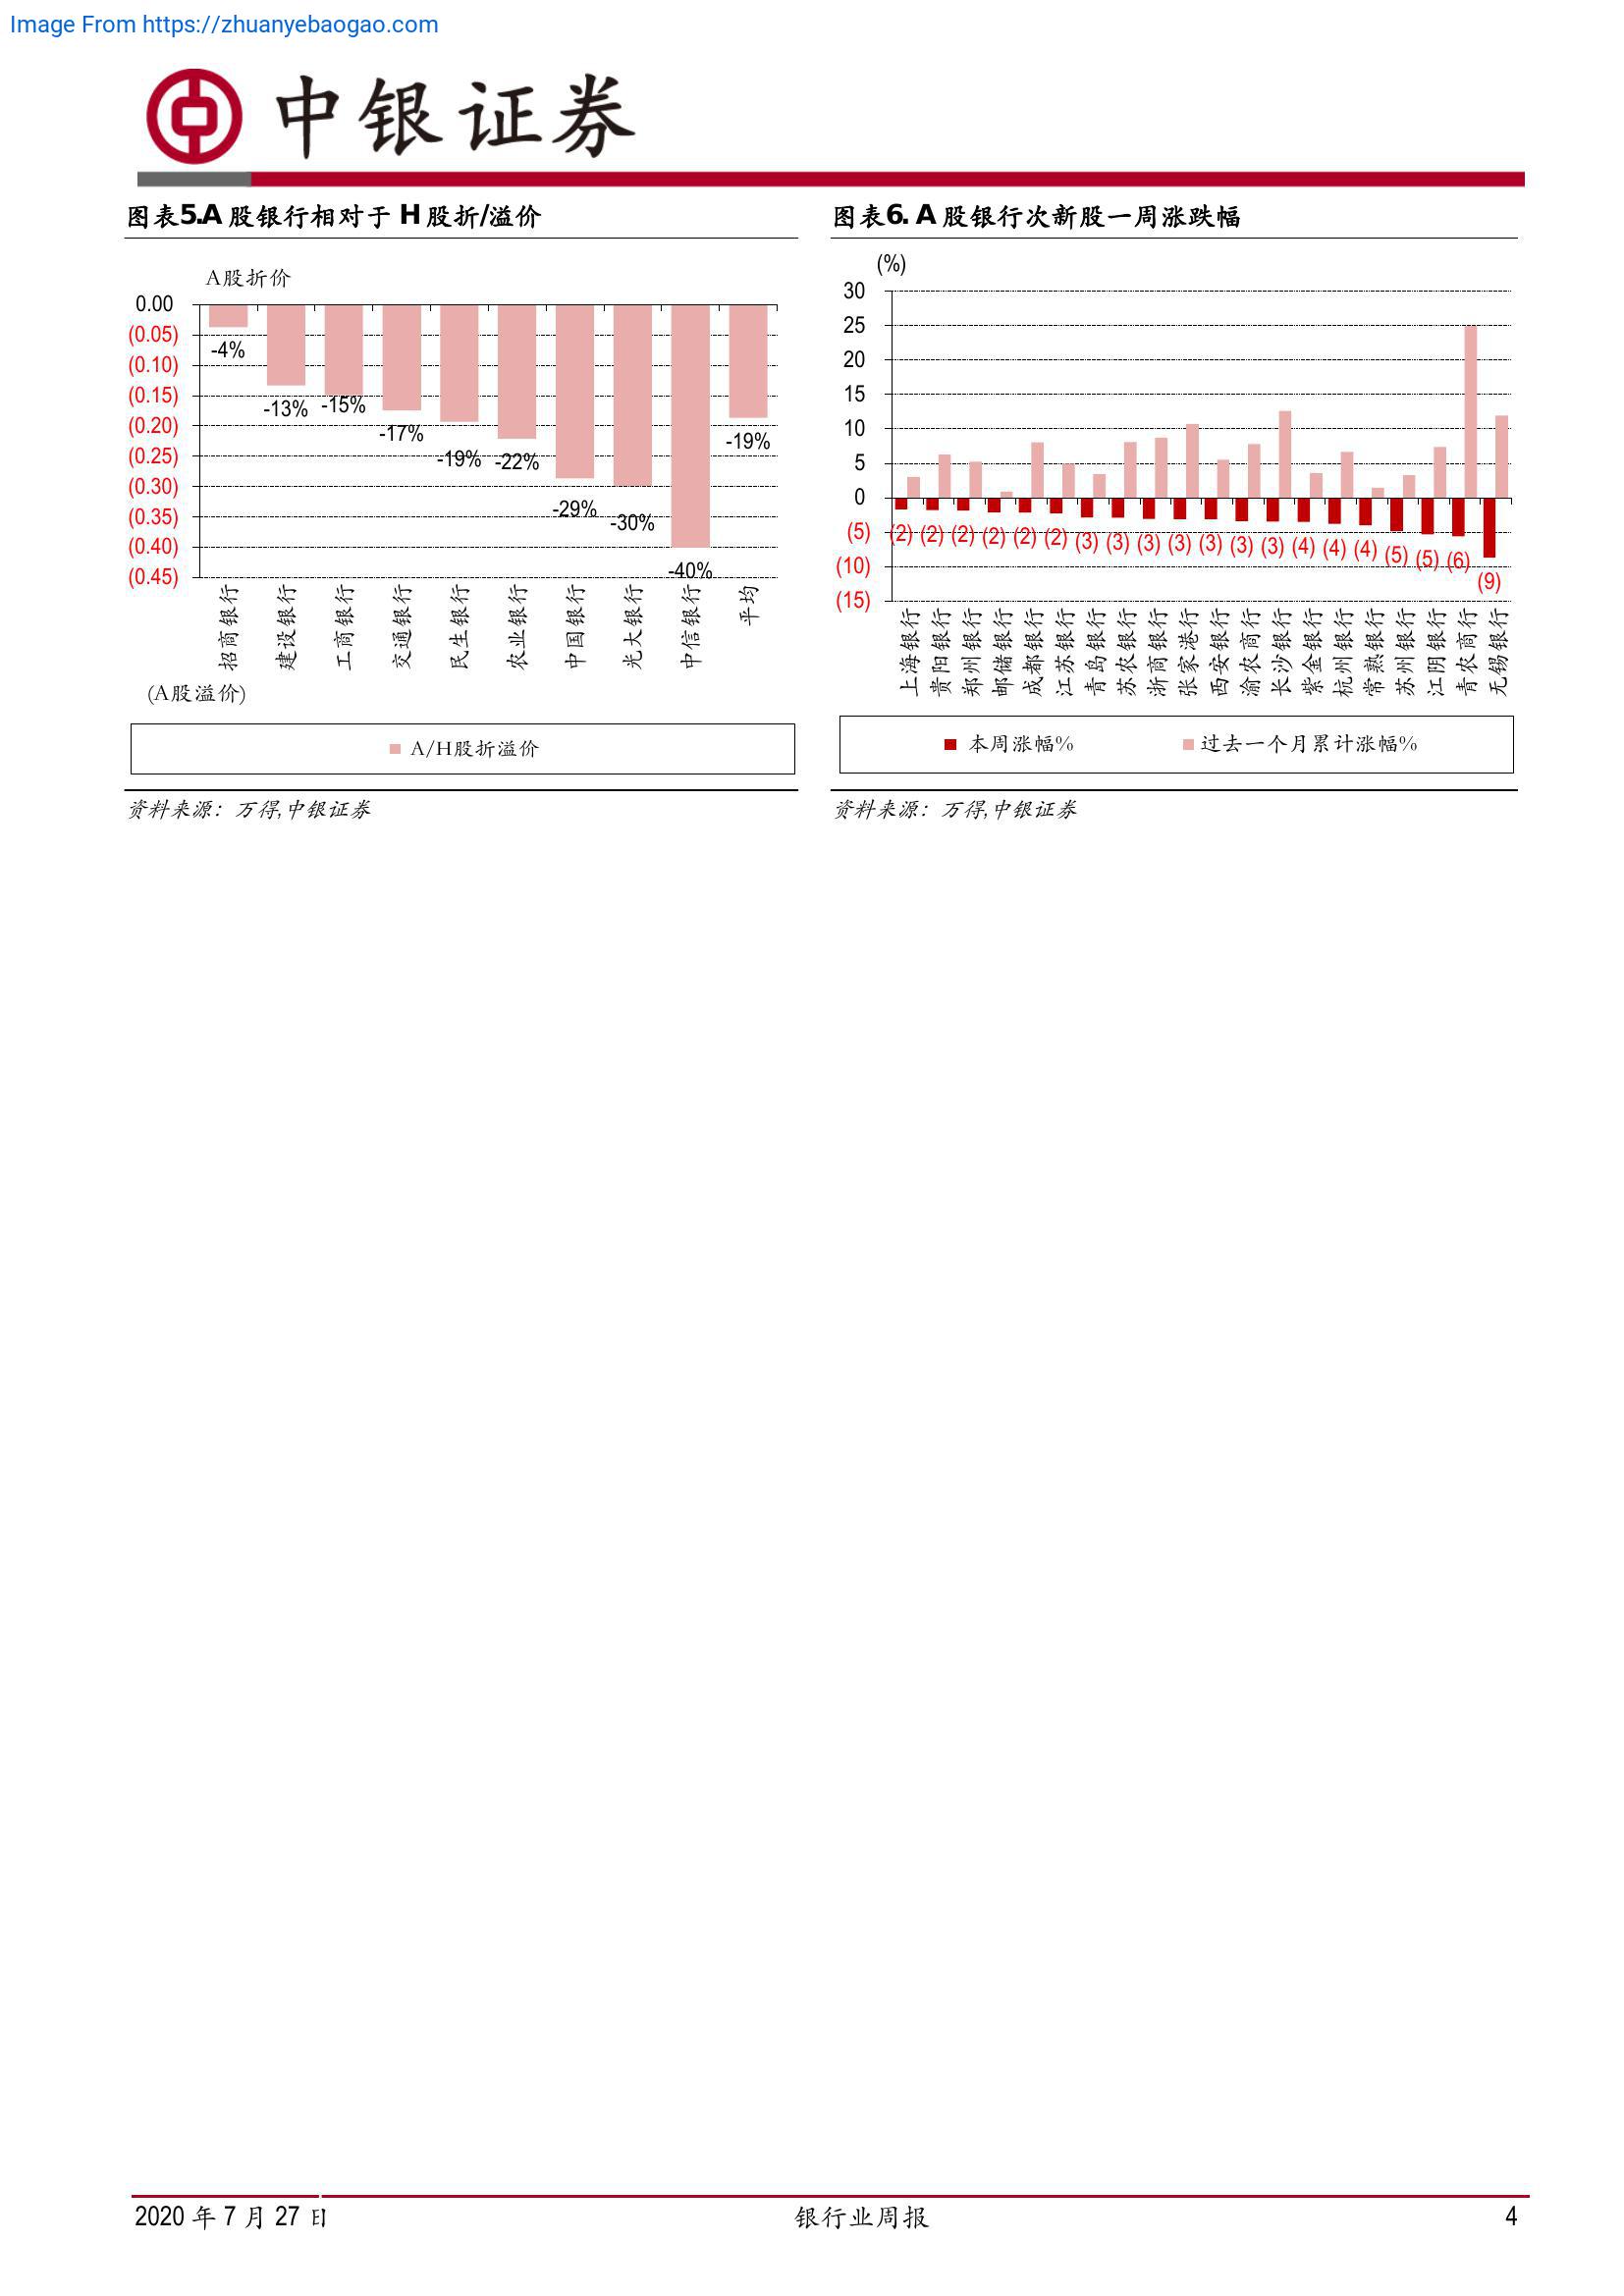 Image From https://zhuanyebaogao.com
中银证券
图表5.A 股银行相对于 H 股折/溢价
A股折价
0.00
(0.05)
(0.10)
(0.15)
(0.20)
(0.25)
(0.30)
(0.35)
(0.40)
(0.45)
-4%
-13%
-15%
-17%
-19%
-22%
-29%
-30%
-40%
-19%
招商银行
建设银行
工商银行
交通银行
民生银行
农业银行
中国银行
光大银行
中信银行
平均
(A股溢价)
A/H股折溢价
资料来源：万得,中银证券
图表6. A 股银行次新股一周涨跌幅
(%)
30
25
20
15
10
5
0
(5)
(10)
(15)
(2) (2) (2) (2) (2) (2) (3) (3) (3) (3) (3) (3) (3) (4) (4) (4) (5) (5) (6) (9)
上海银行
贵阳银行
郑州银行
邮储银行
成都银行
江苏银行
青岛银行
苏农银行
浙商银行
张家港行
西安银行
渝农商行
长沙银行
紫金银行
杭州银行
常熟银行
苏州银行
江阴银行
青农商行
无锡银行
本周涨幅% 过去一个月累计涨幅%
资料来源：万得,中银证券
2020 年 7 月 27 日 银行业周报 4